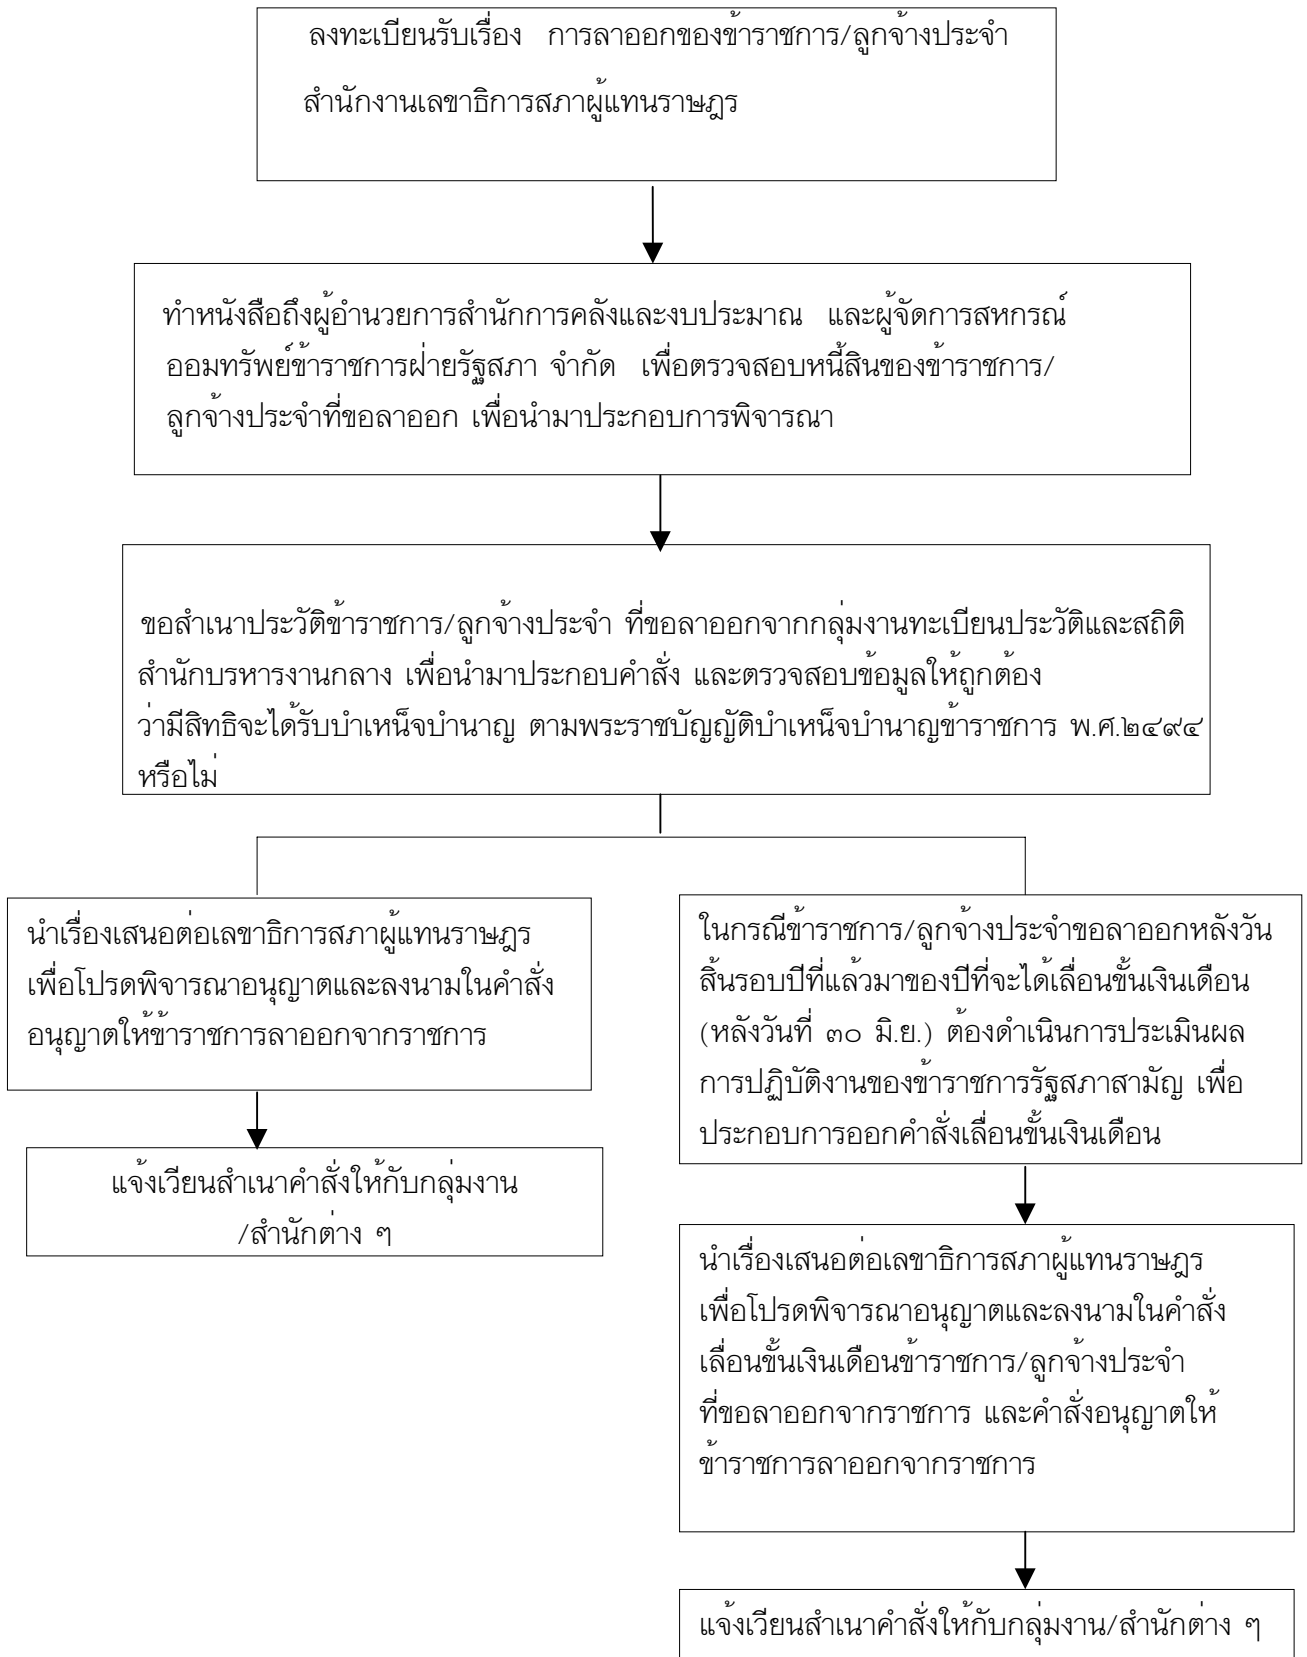 ลงทะเบียนรับเรื่อง การลาออกของข้าราชการ/ลูกจ้างประจำ
สำนักงานเลขาธิการสภาผู้แทนราษฎร
ทำหนังสือถึงผู้อำนวยการสำนักการคลังและงบประมาณ และผู้จัดการสหกรณ์
ออมทรัพย์ข้าราชการฝ่ายรัฐสภา จำกัด เพื่อตรวจสอบหนี้สินของข้าราชการ/
ลูกจ้างประจำที่ขอลาออก เพื่อนำมาประกอบการพิจารณา
ขอสำเนาประวัติข้าราชการ/ลูกจ้างประจำ ที่ขอลาออกจากกลุ่มงานทะเบียนประวัติและสถิติ
สำนักบรหารงานกลาง เพื่อนำมาประกอบคำสั่ง และตรวจสอบข้อมูลให้ถูกต้อง
ว่ามีสิทธิจะได้รับบำเหน็จบำนาญ ตามพระราชบัญญัติบำเหน็จบำนาญข้าราชการ พ.ศ.๒๔๙๔
หรือไม่
นำเรื่องเสนอต่อเลขาธิการสภาผู้แทนราษฎร
เพื่อโปรดพิจารณาอนุญาตและลงนามในคำสั่ง
อนุญาตให้ข้าราชการลาออกจากราชการ
แจ้งเวียนสำเนาคำสั่งให้กับกลุ่มงาน
/สำนักต่าง ๆ
ในกรณีข้าราชการ/ลูกจ้างประจำขอลาออกหลังวัน
สิ้นรอบปีที่แล้วมาของปีที่จะได้เลื่อนขั้นเงินเดือน
(หลังวันที่ ๓๐ มิ.ย.) ต้องดำเนินการประเมินผล
การปฏิบัติงานของข้าราชการรัฐสภาสามัญ เพื่อ
ประกอบการออกคำสั่งเลื่อนขั้นเงินเดือน
นำเรื่องเสนอต่อเลขาธิการสภาผู้แทนราษฎร
เพื่อโปรดพิจารณาอนุญาตและลงนามในคำสั่ง
เลื่อนขั้นเงินเดือนข้าราชการ/ลูกจ้างประจำ
ที่ขอลาออกจากราชการ และคำสั่งอนุญาตให้
ข้าราชการลาออกจากราชการ
แจ้งเวียนสำเนาคำสั่งให้กับกลุ่มงาน/สำนักต่าง ๆ